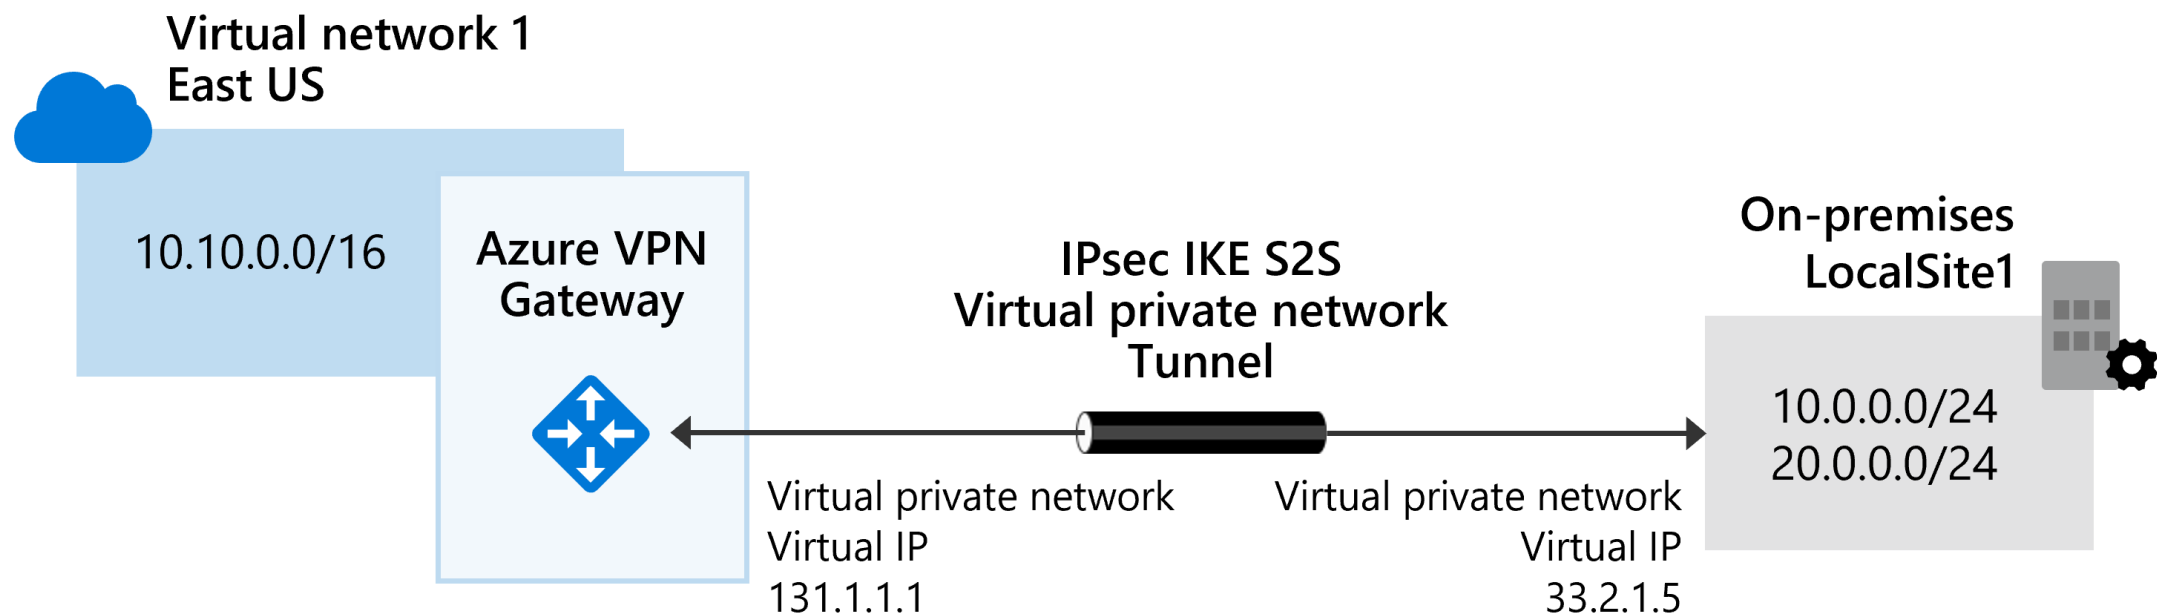 Virtual network 1
East US
10.10.0.0/16
Azure VPN
Gateway
IPsec IKE S2S
Virtual private network
Tunnel
Virtual private network
Virtual IP
131.1.1.1
Virtual private network
Virtual IP
33.2.1.5
On-premises
LocalSite1
10.0.0.0/24
20.0.0.0/24